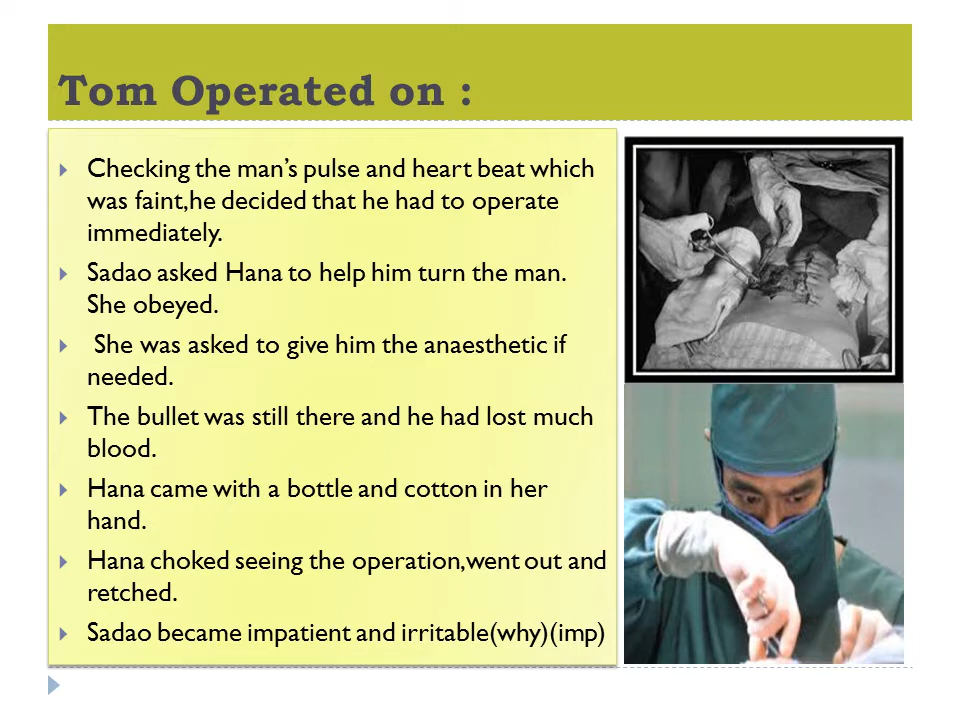 Tom Operated on :
Checking the man's pulse and heart beat which
was faint,he decided that he had to operate
immediately.
Sadao asked Hana to help him turn the man.
She obeyed.
She was asked to give him the anaesthetic if
needed.
The bullet was still there and he had lost much
blood.
Hana came with a bottle and cotton in her
hand.
Hana choked seeing the operation,went out and
retched.
Sadao became impatient and irritable(why)(imp)